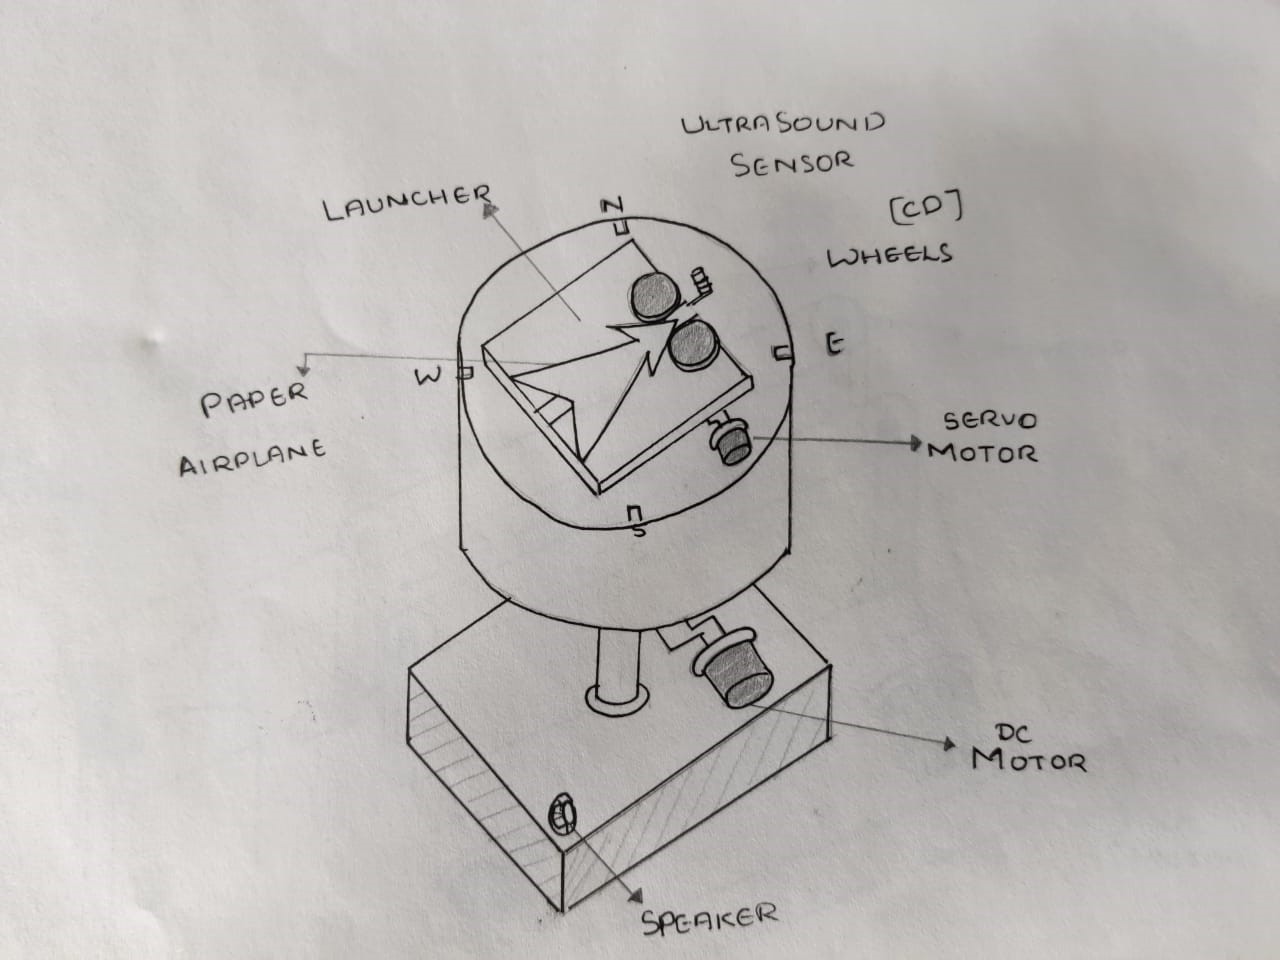 ULTRASOUND
SENSOR
LAUNCHER
N
[CD]
WHEELS
E
W
PAPER
AIRPLANE
SERVO
MOTOR
S
DC
MOTOR
SPEAKER